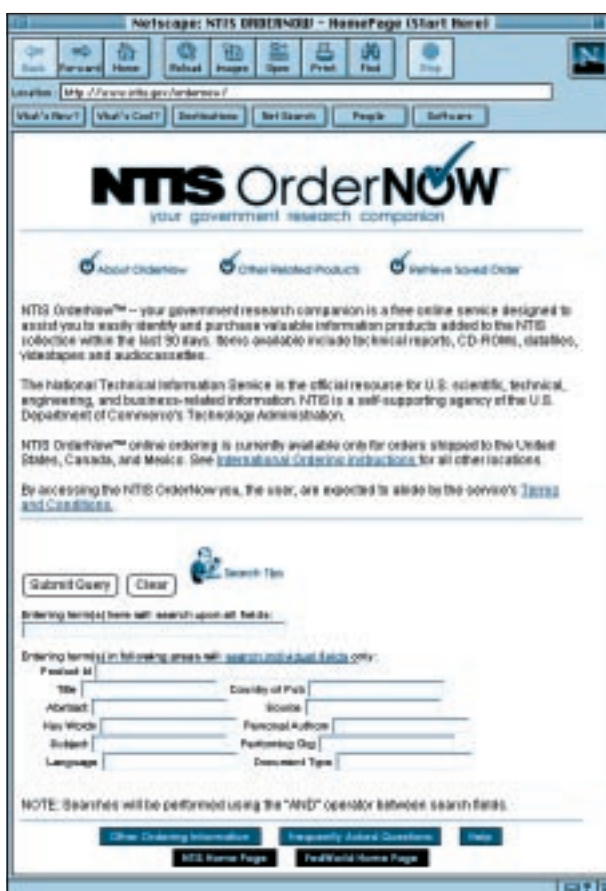 Netscape: NTIS ORDERNOW - HomePage (Start Here)
Back Forward Home Reload Images Open Print Find Stop
N
Location: http://www.ntis.gov/ordernow/
What's New? What's Cool? Destinations Net Search People Software
NTIS OrderNOW™
your government research companion
About OrderNow Other Related Products Retrieve Saved Order
NTIS OrderNow™ -- your government research companion is a free online service designed to
assist you to easily identify and purchase valuable information products added to the NTIS
collection within the last 90 days. Items available include technical reports, CD-ROMs, datafiles,
videotapes and audiocassettes.
The National Technical Information Service is the official resource for U.S. scientific, technical,
engineering, and business-related information. NTIS is a self-supporting agency of the U.S.
Department of Commerce's Technology Administration.
NTIS OrderNow™ online ordering is currently available only for orders shipped to the United
States, Canada, and Mexico. See International Ordering Instructions for all other locations.
By accessing the NTIS OrderNow you, the user, are expected to abide by the service's Terms
and Conditions.
Submit Query Clear Search Tips
Entering term(s) here will search upon all fields:
Entering term(s) in following areas will search individual fields only:
Product Id
Title Country of Pub
Abstract Source
Key Words Personal Author
Subject Performing Org
Language Document Type
NOTE: Searches will be performed using the "AND" operator between search fields.
Other Ordering Information Frequently Asked Questions Help
NTIS Home Page FedWorld Home Page